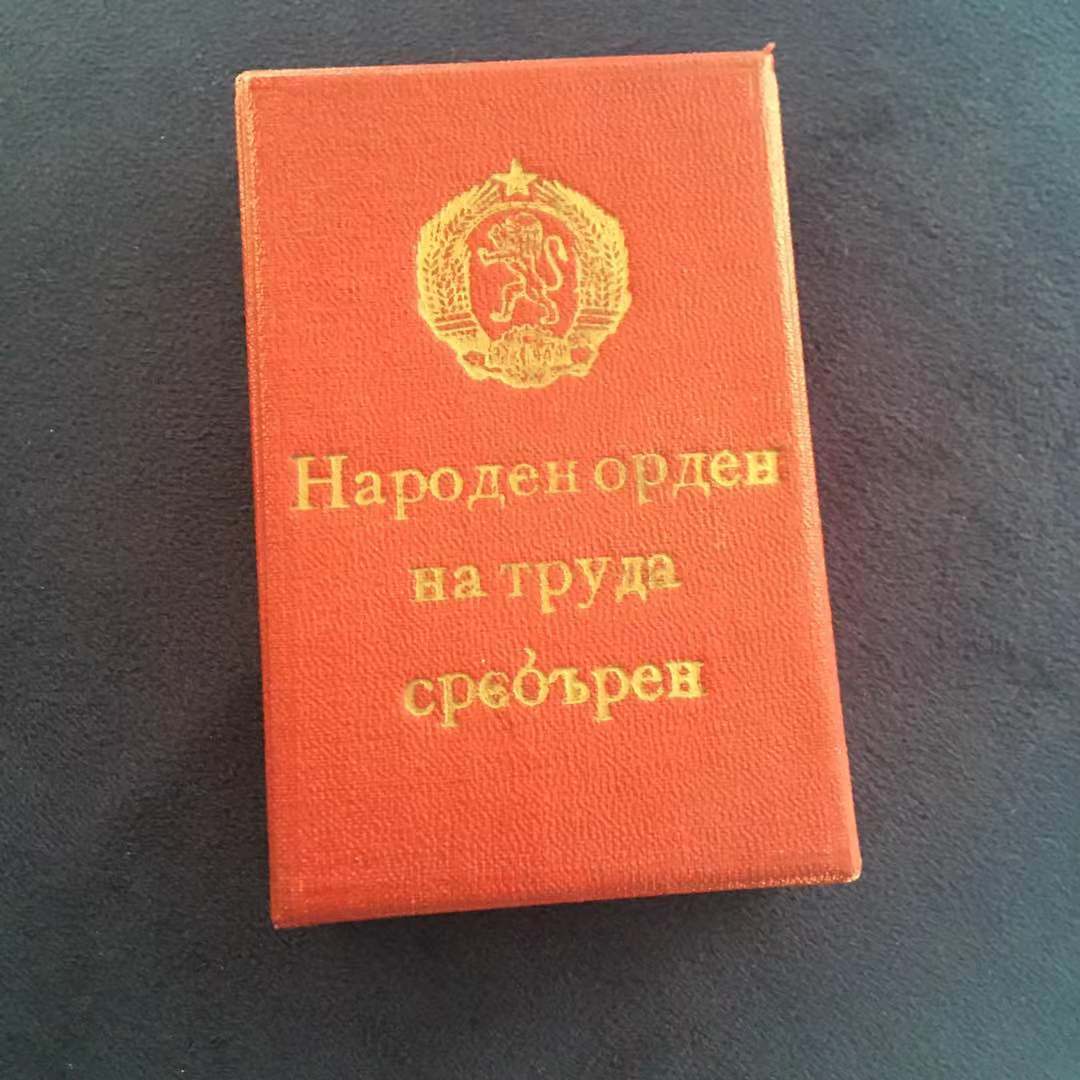 Народен орден
на труда
сребърен